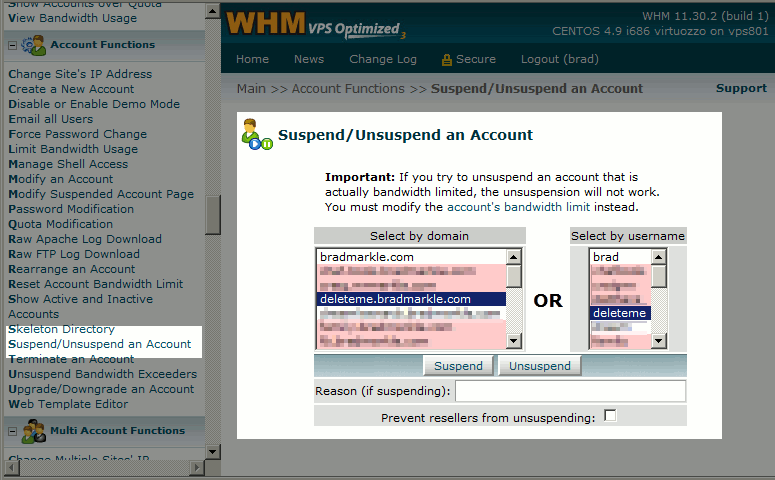 Show Accounts Over Quota
View Bandwidth Usage
Account Functions
Change Site's IP Address
Create a New Account
Disable or Enable Demo Mode
Email all Users
Force Password Change
Limit Bandwidth Usage
Manage Shell Access
Modify an Account
Modify Suspended Account Page
Password Modification
Quota Modification
Raw Apache Log Download
Raw FTP Log Download
Rearrange an Account
Reset Account Bandwidth Limit
Show Active and Inactive
Accounts
Skeleton Directory
Suspend/Unsuspend an Account
Terminate an Account
Unsuspend Bandwidth Exceeders
Upgrade/Downgrade an Account
Web Template Editor
Multi Account Functions
Change Multiple Sites' IP
WHM VPS Optimized 3
WHM 11.30.2 (build 1)
CENTOS 4.9 i686 virtuozzo on vps801
Home News Change Log Secure Logout (brad)
Main >> Account Functions >> Suspend/Unsuspend an Account Support
Suspend/Unsuspend an Account
Important: If you try to unsuspend an account that is
actually bandwidth limited, the unsuspension will not work.
You must modify the account's bandwidth limit instead.
Select by domain
bradmarkle.com
deleteme.bradmarkle.com
OR
Select by username
brad
deleteme
Suspend Unsuspend
Reason (if suspending):
Prevent resellers from unsuspending: